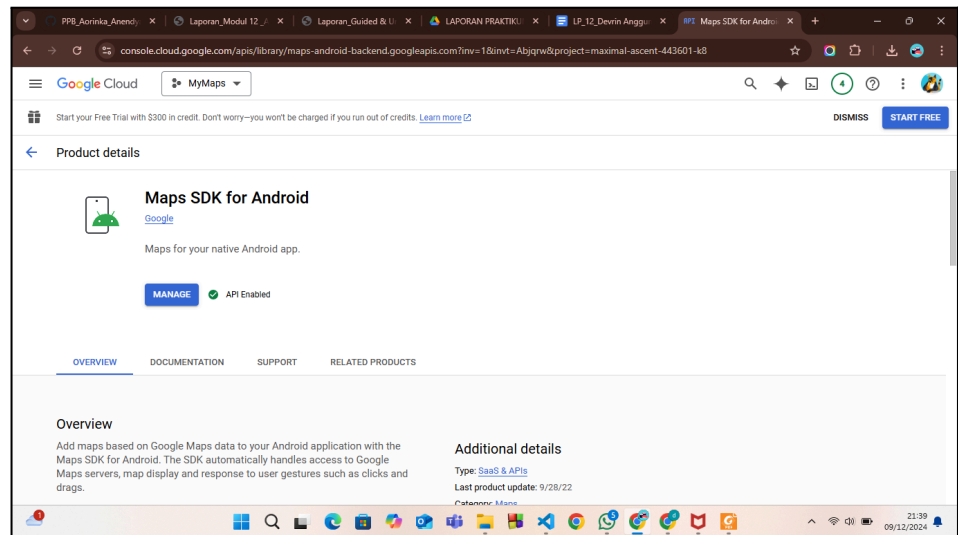 PPB_Aorinka_Anendy
Laporan_Modul 12 _A
Laporan_Guided & U
LAPORAN PRAKTIKU
LP_12_Devrin Anggu
API Maps SDK for Androi
console.cloud.google.com/apis/library/maps-android-backend.googleapis.com?inv=1&invt=Abjqrw&project=maximal-ascent-443601-k8
Google Cloud
MyMaps
4
Start your Free Trial with $300 in credit. Don't worry—you won't be charged if you run out of credits. Learn more
DISMISS
START FREE
Product details
Maps SDK for Android
Google
Maps for your native Android app.
MANAGE
API Enabled
OVERVIEW
DOCUMENTATION
SUPPORT
RELATED PRODUCTS
Overview
Add maps based on Google Maps data to your Android application with the
Maps SDK for Android. The SDK automatically handles access to Google
Maps servers, map display and response to user gestures such as clicks and
drags.
Additional details
Type: SaaS & APIs
Last product update: 9/28/22
Category: Maps
1
21:39
09/12/2024